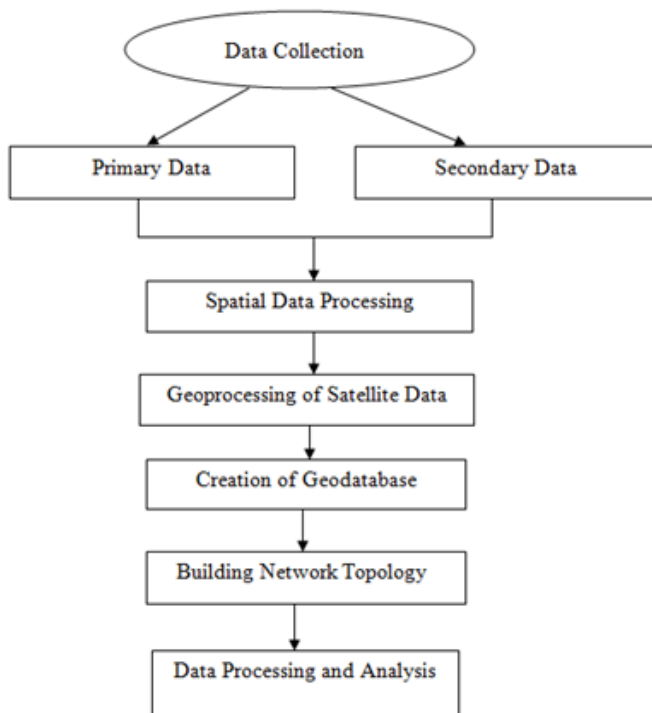 Data Collection
Primary Data
Secondary Data
Spatial Data Processing
Geoprocessing of Satellite Data
Creation of Geodatabase
Building Network Topology
Data Processing and Analysis